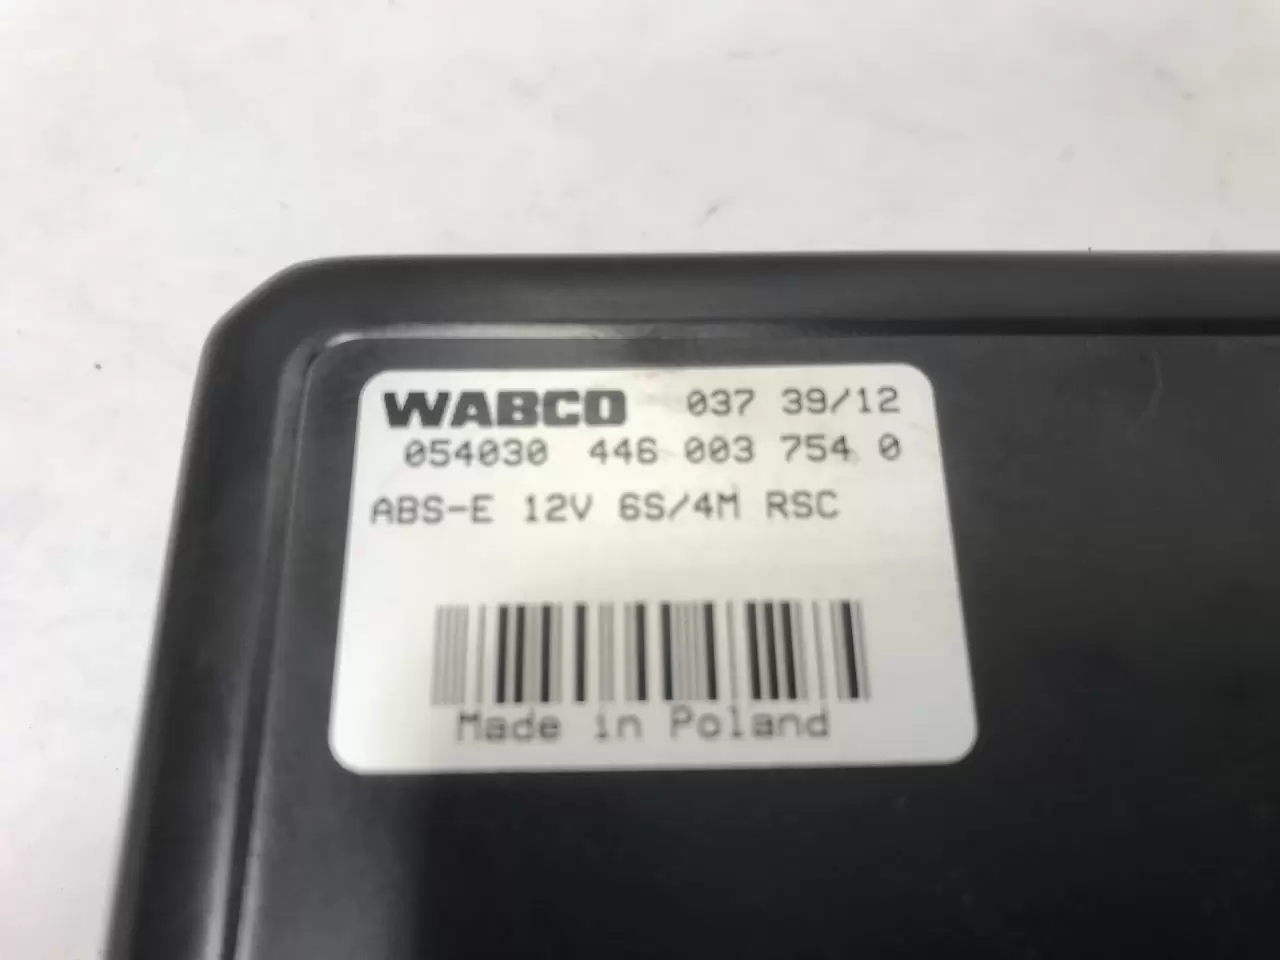 WABCO 037 39/12
054030 446 003 754 0
ABS-E 12V 6S/4M RSC
Made in Poland